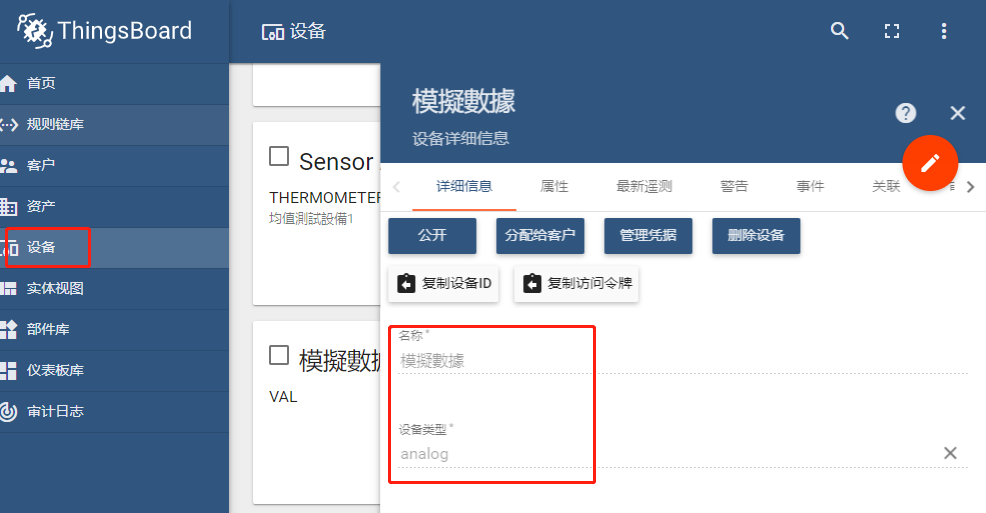 ThingsBoard
首页
规则链库
客户
资产
设备
实体视图
部件库
仪表板库
审计日志
设备
Sensor
THERMOMETER
均值測試設備1
模擬數據
VAL
模擬數據
设备详细信息
详细信息 属性 最新遥测 警告 事件 关联
公开 分配给客户 管理凭据 删除设备
复制设备ID 复制访问令牌
名称*
模擬數據
设备类型*
analog